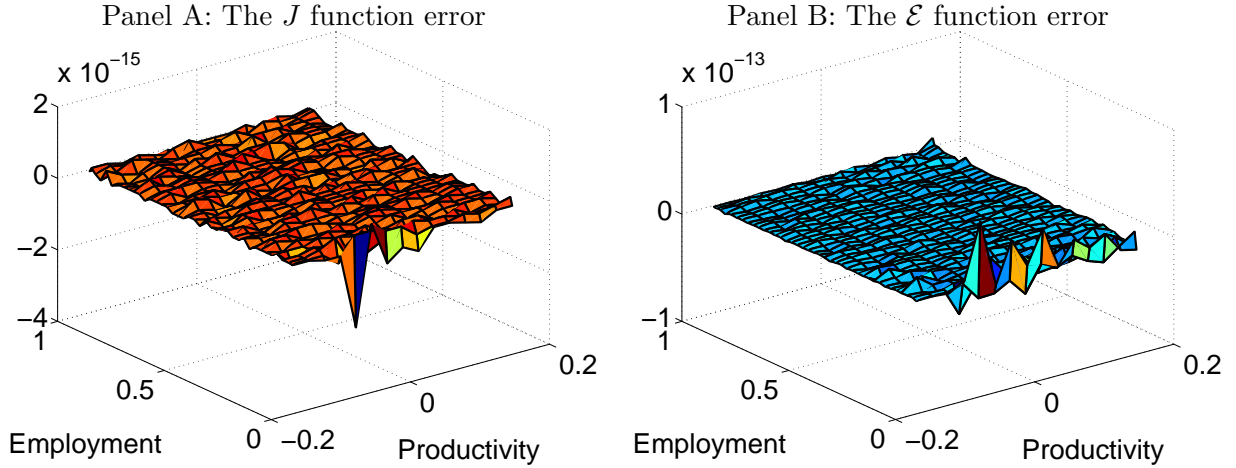 Panel A: The J function error
x 10^−15
2
0
−2
−4
1
0.5
0
−0.2
0
0.2
Employment
Productivity
Panel B: The ℰ function error
x 10^−13
1
0
−1
1
0.5
0
−0.2
0
0.2
Employment
Productivity